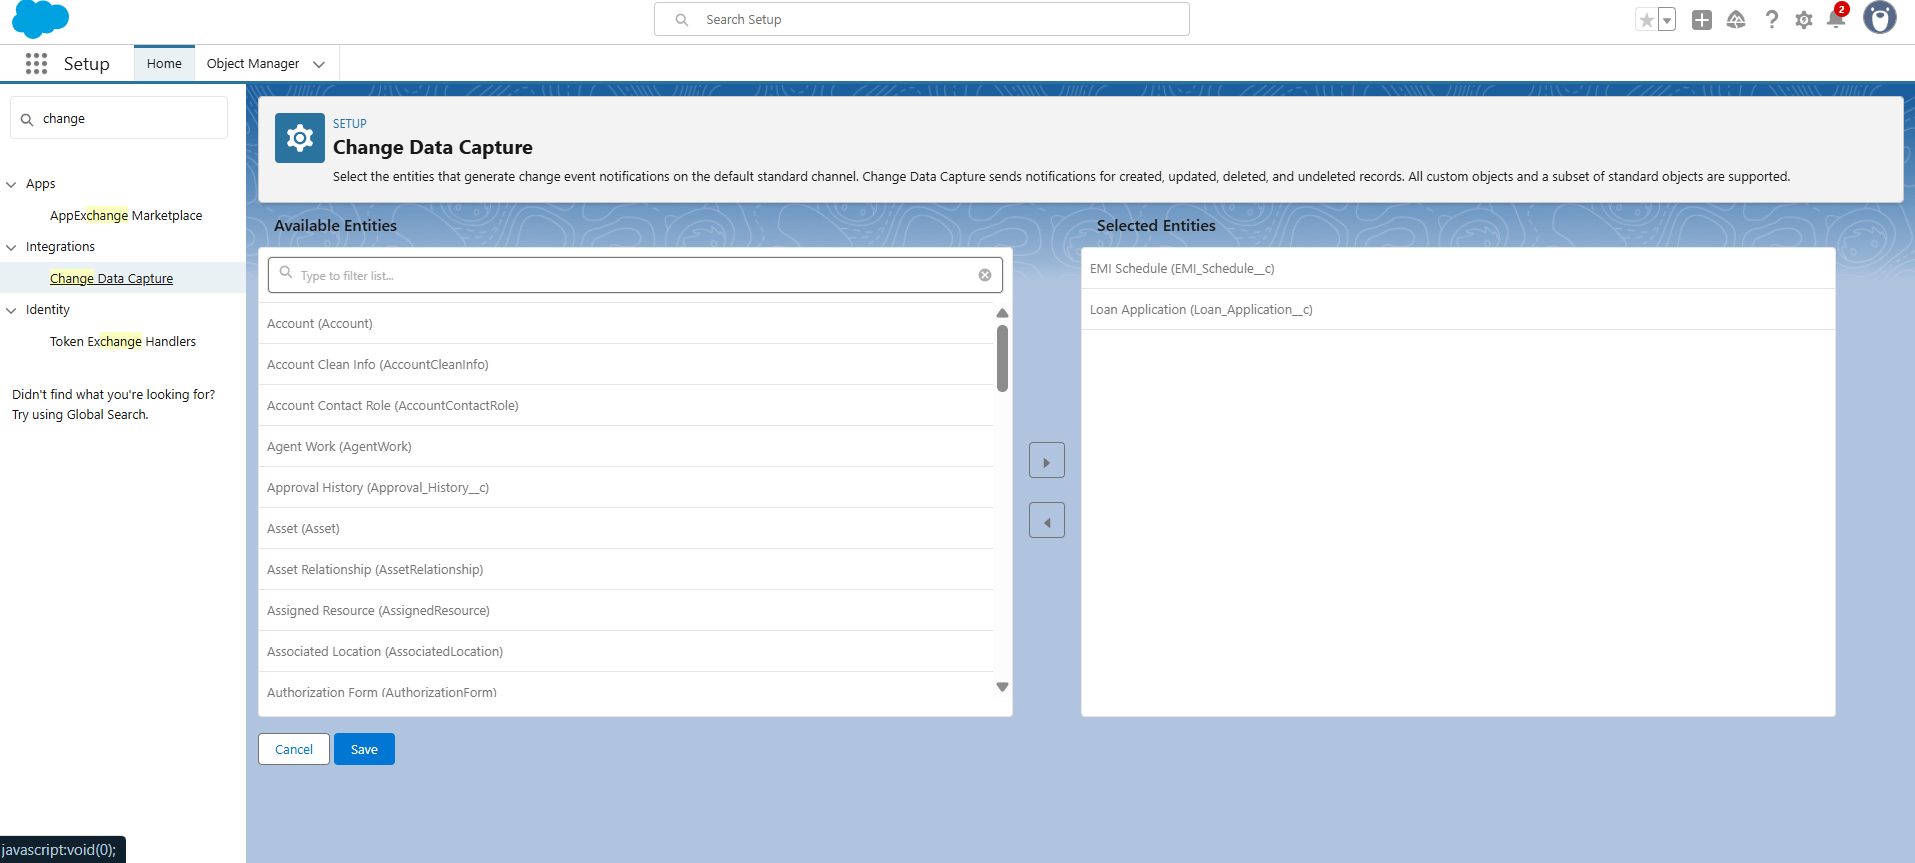 Search Setup
2
Setup
Home
Object Manager
change
Apps
AppExchange Marketplace
Integrations
Change Data Capture
Identity
Token Exchange Handlers
Didn't find what you're looking for?
Try using Global Search.
SETUP
Change Data Capture
Select the entities that generate change event notifications on the default standard channel. Change Data Capture sends notifications for created, updated, deleted, and undeleted records. All custom objects and a subset of standard objects are supported.
Available Entities
Type to filter list...
Account (Account)
Account Clean Info (AccountCleanInfo)
Account Contact Role (AccountContactRole)
Agent Work (AgentWork)
Approval History (Approval_History__c)
Asset (Asset)
Asset Relationship (AssetRelationship)
Assigned Resource (AssignedResource)
Associated Location (AssociatedLocation)
Authorization Form (AuthorizationForm)
Selected Entities
EMI Schedule (EMI_Schedule__c)
Loan Application (Loan_Application__c)
Cancel
Save
javascript:void(0);